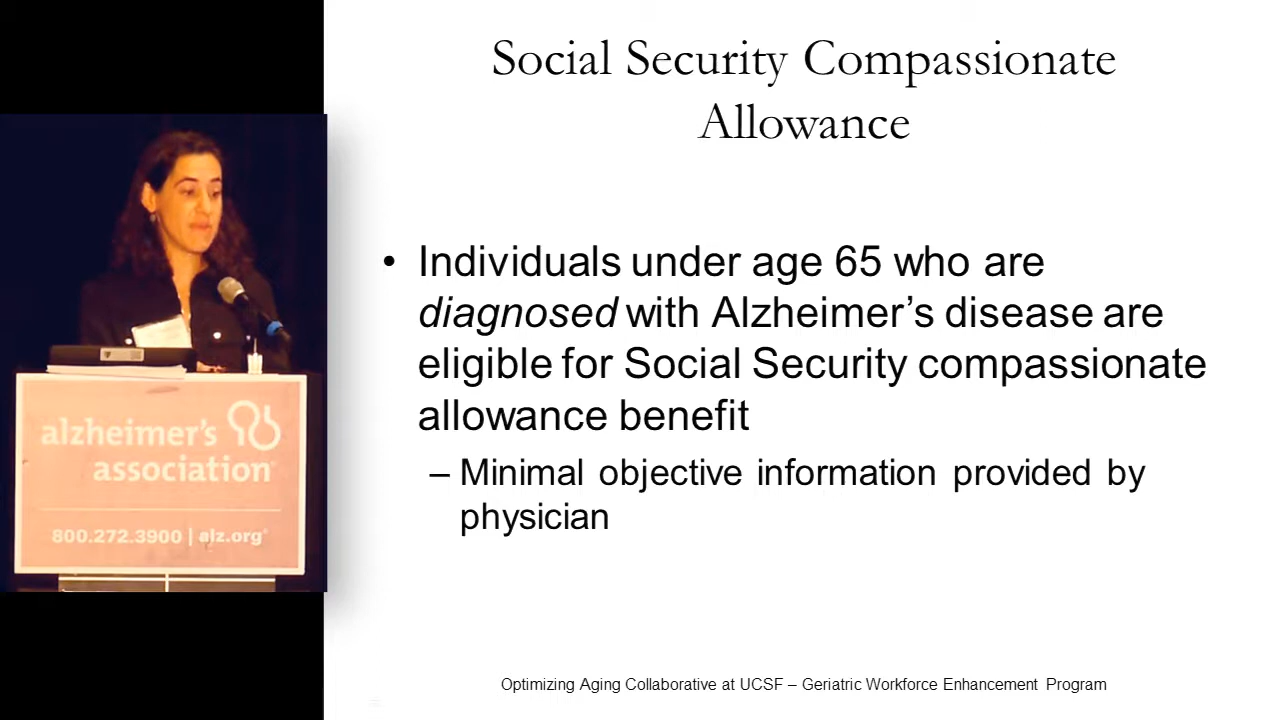 Social Security Compassionate
Allowance
• Individuals under age 65 who are
diagnosed with Alzheimer’s disease are
eligible for Social Security compassionate
allowance benefit
– Minimal objective information provided by
physician
alzheimer's
association®
800.272.3900 | alz.org®
Optimizing Aging Collaborative at UCSF – Geriatric Workforce Enhancement Program